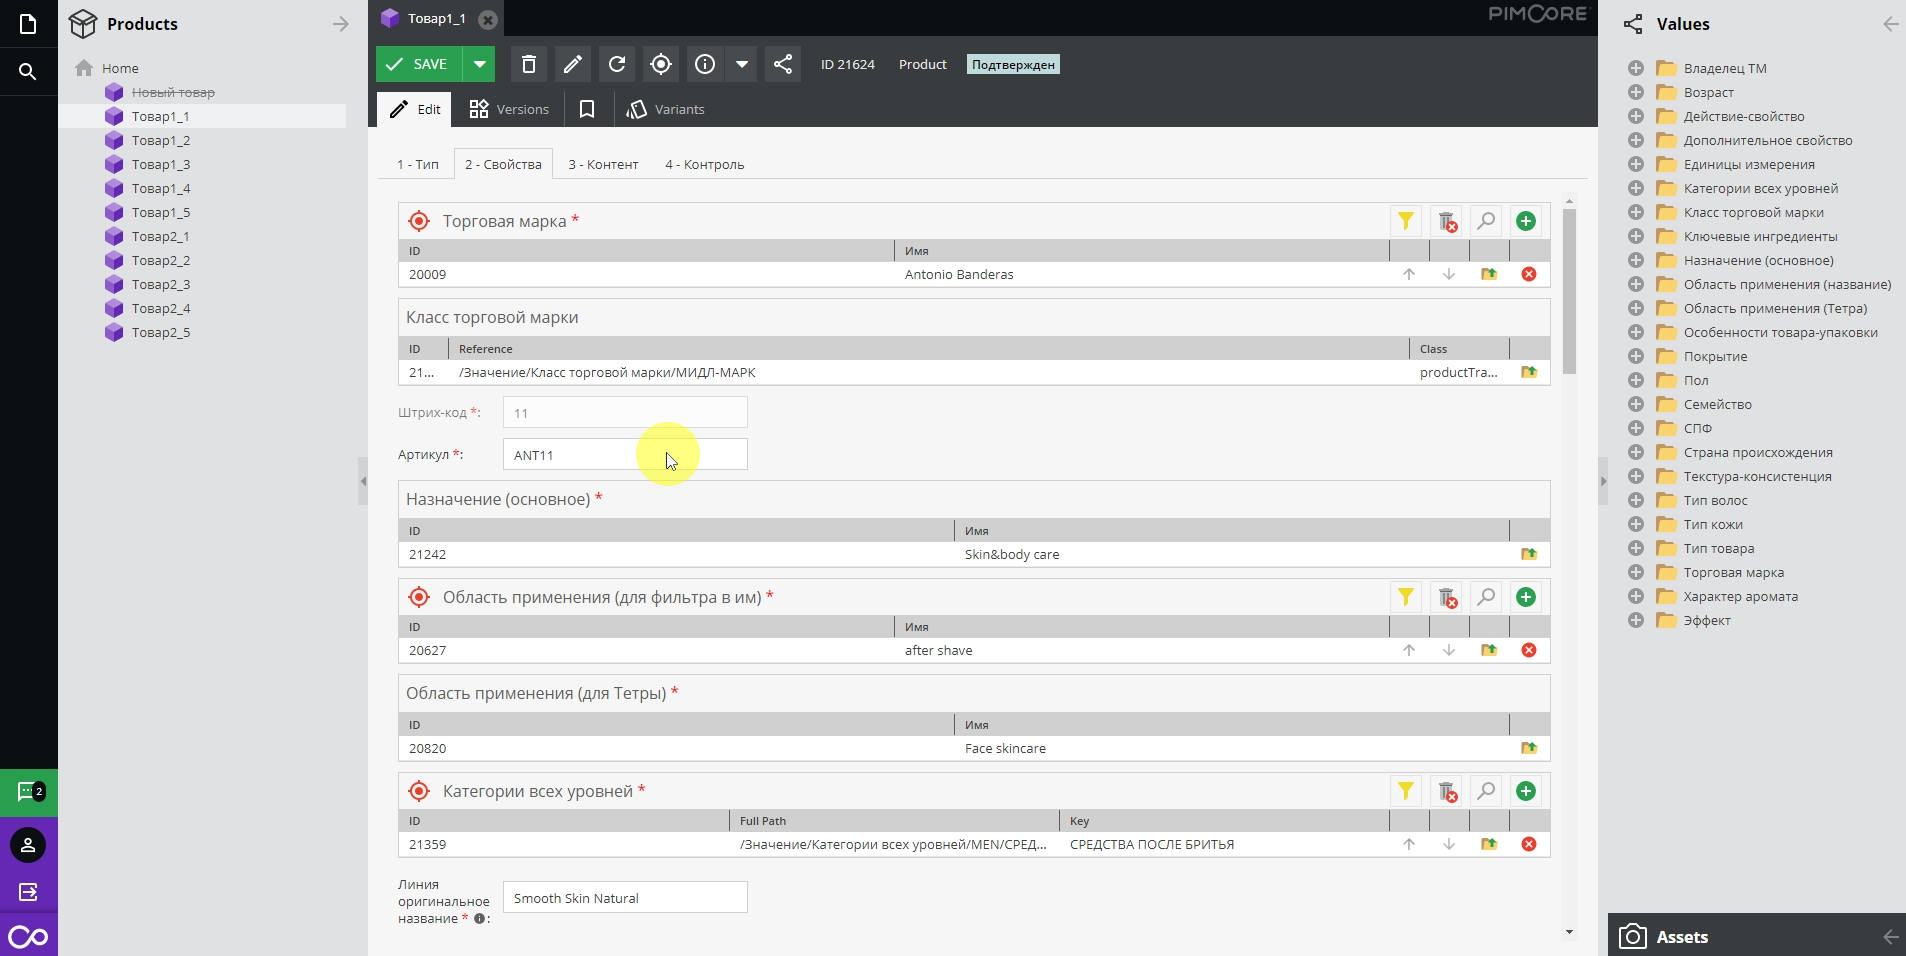 Products
Home
Новый товар
Товар1_1
Товар1_2
Товар1_3
Товар1_4
Товар1_5
Товар2_1
Товар2_2
Товар2_3
Товар2_4
Товар2_5
2
Товар1_1
PIMCORE
SAVE
ID 21624
Product
Подтвержден
Edit
Versions
Variants
1 - Тип
2 - Свойства
3 - Контент
4 - Контроль
Торговая марка *
ID Имя
20009 Antonio Banderas
Класс торговой марки
ID Reference Class
21... /Значение/Класс торговой марки/МИДЛ-МАРК productTra...
Штрих-код *: 11
Артикул *: ANT11
Назначение (основное) *
ID Имя
21242 Skin&body care
Область применения (для фильтра в им) *
ID Имя
20627 after shave
Область применения (для Тетры) *
ID Имя
20820 Face skincare
Категории всех уровней *
ID Full Path Key
21359 /Значение/Категории всех уровней/MEN/СРЕД... СРЕДСТВА ПОСЛЕ БРИТЬЯ
Линия
оригинальное
название * :
Smooth Skin Natural
Values
Владелец ТМ
Возраст
Действие-свойство
Дополнительное свойство
Единицы измерения
Категории всех уровней
Класс торговой марки
Ключевые ингредиенты
Назначение (основное)
Область применения (название)
Область применения (Тетра)
Особенности товара-упаковки
Покрытие
Пол
Семейство
СПФ
Страна происхождения
Текстура-консистенция
Тип волос
Тип кожи
Тип товара
Торговая марка
Характер аромата
Эффект
Assets